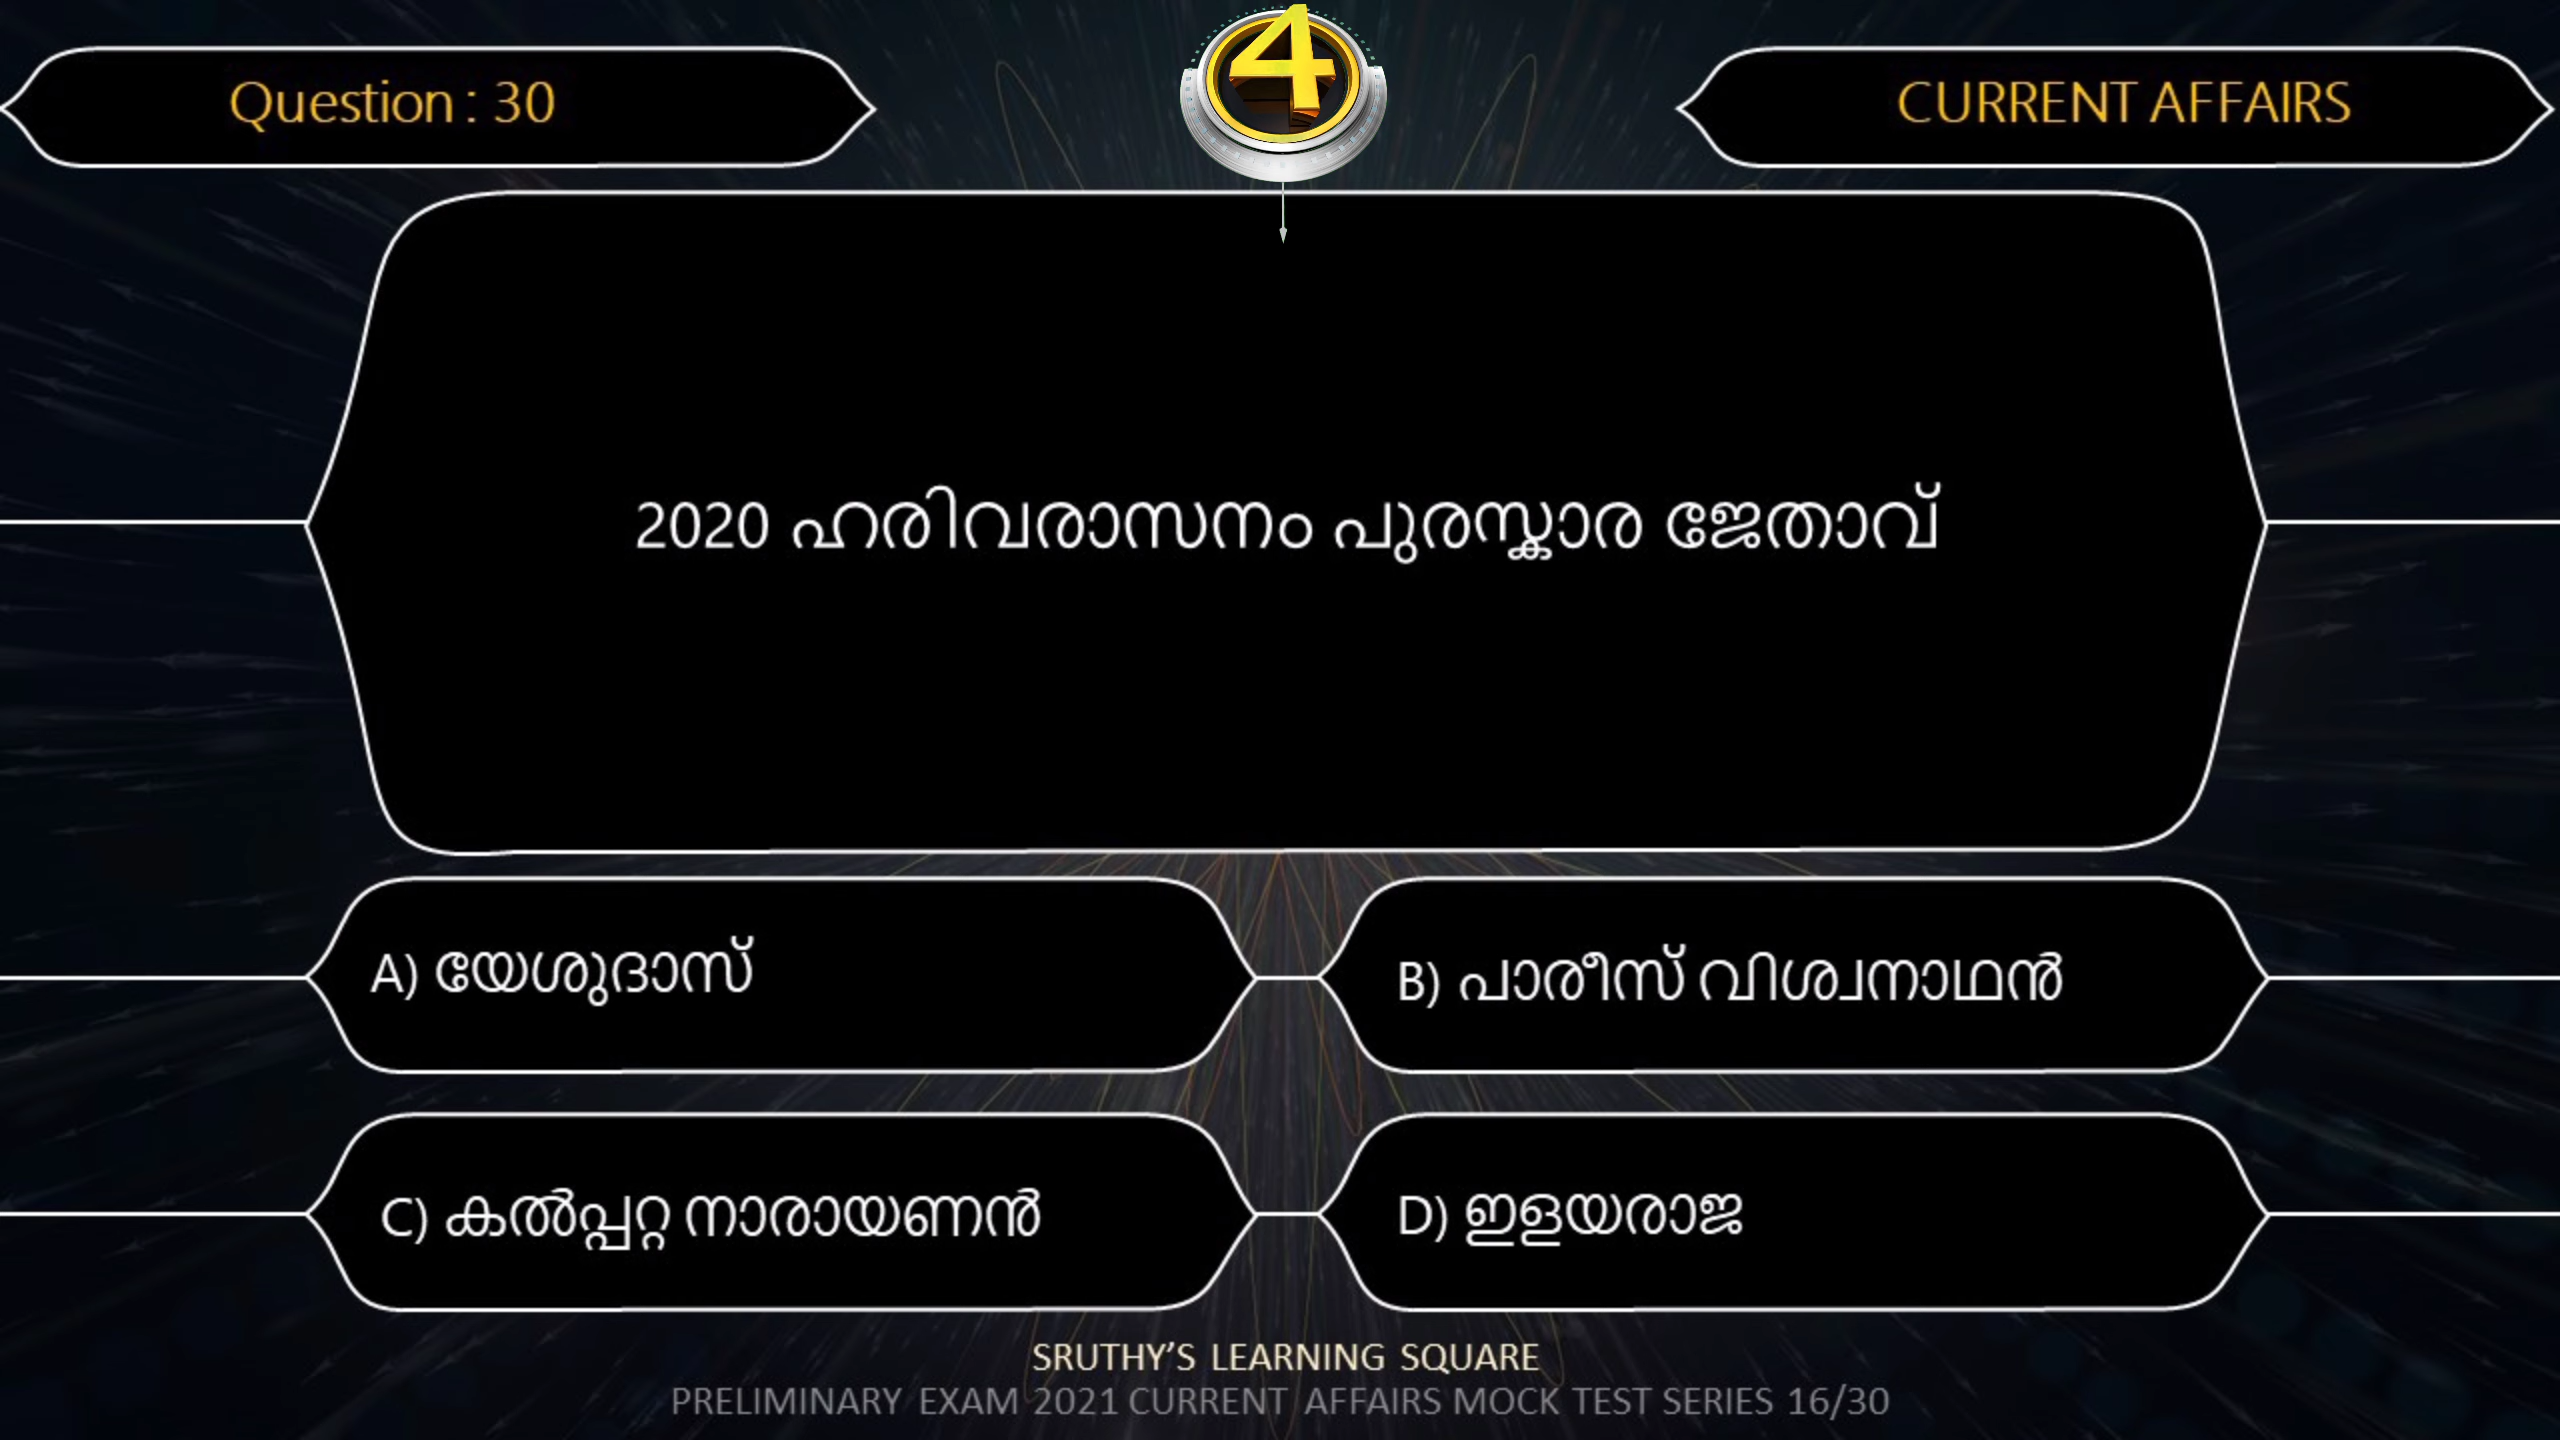 Question : 30
4
CURRENT AFFAIRS
2020 ഹരിവരാസനം പുരസ്കാര ജേതാവ്
A) യേശുദാസ്
B) പാരീസ് വിശ്വനാഥൻ
C) കൽപ്പറ്റ നാരായണൻ
D) ഇളയരാജ
SRUTHY'S LEARNING SQUARE
PRELIMINARY EXAM 2021 CURRENT AFFAIRS MOCK TEST SERIES 16/30